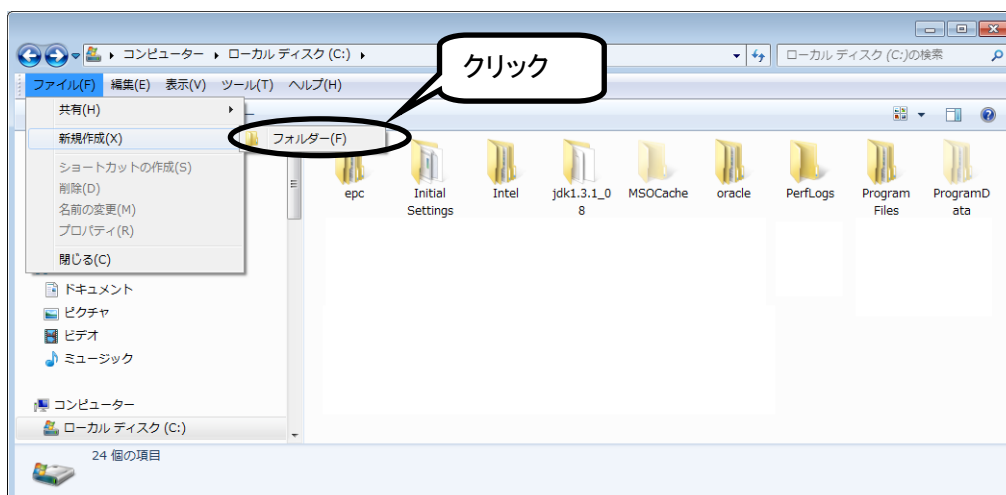 コンピューター ローカル ディスク (C:)
ローカル ディスク (C:)の検索
クリック
ファイル(F) 編集(E) 表示(V) ツール(T) ヘルプ(H)
共有(H)
新規作成(X)
フォルダー(F)
ショートカットの作成(S)
削除(D)
名前の変更(M)
プロパティ(R)
閉じる(C)
epc
Initial
Settings
Intel
jdk1.3.1_0
8
MSOCache
oracle
PerfLogs
Program
Files
ProgramD
ata
ドキュメント
ピクチャ
ビデオ
ミュージック
コンピューター
ローカル ディスク (C:)
24 個の項目